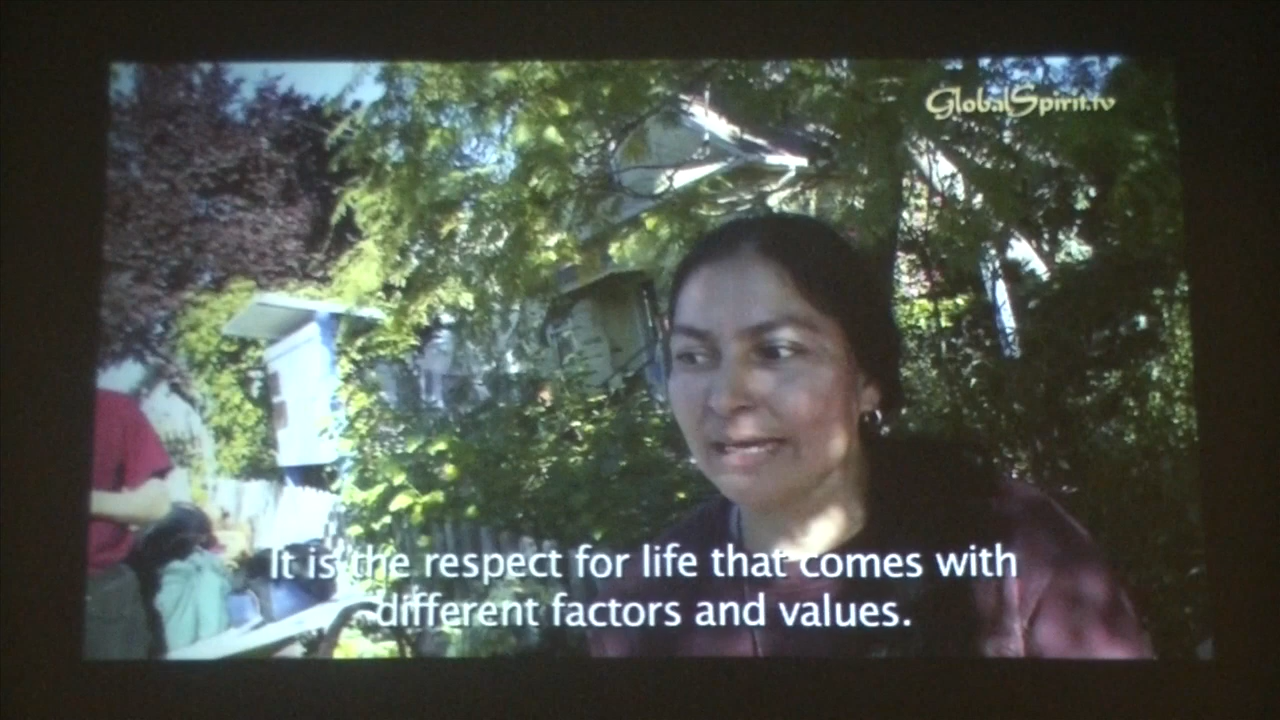 GlobalSpirit.tv
It is the respect for life that comes with
different factors and values.